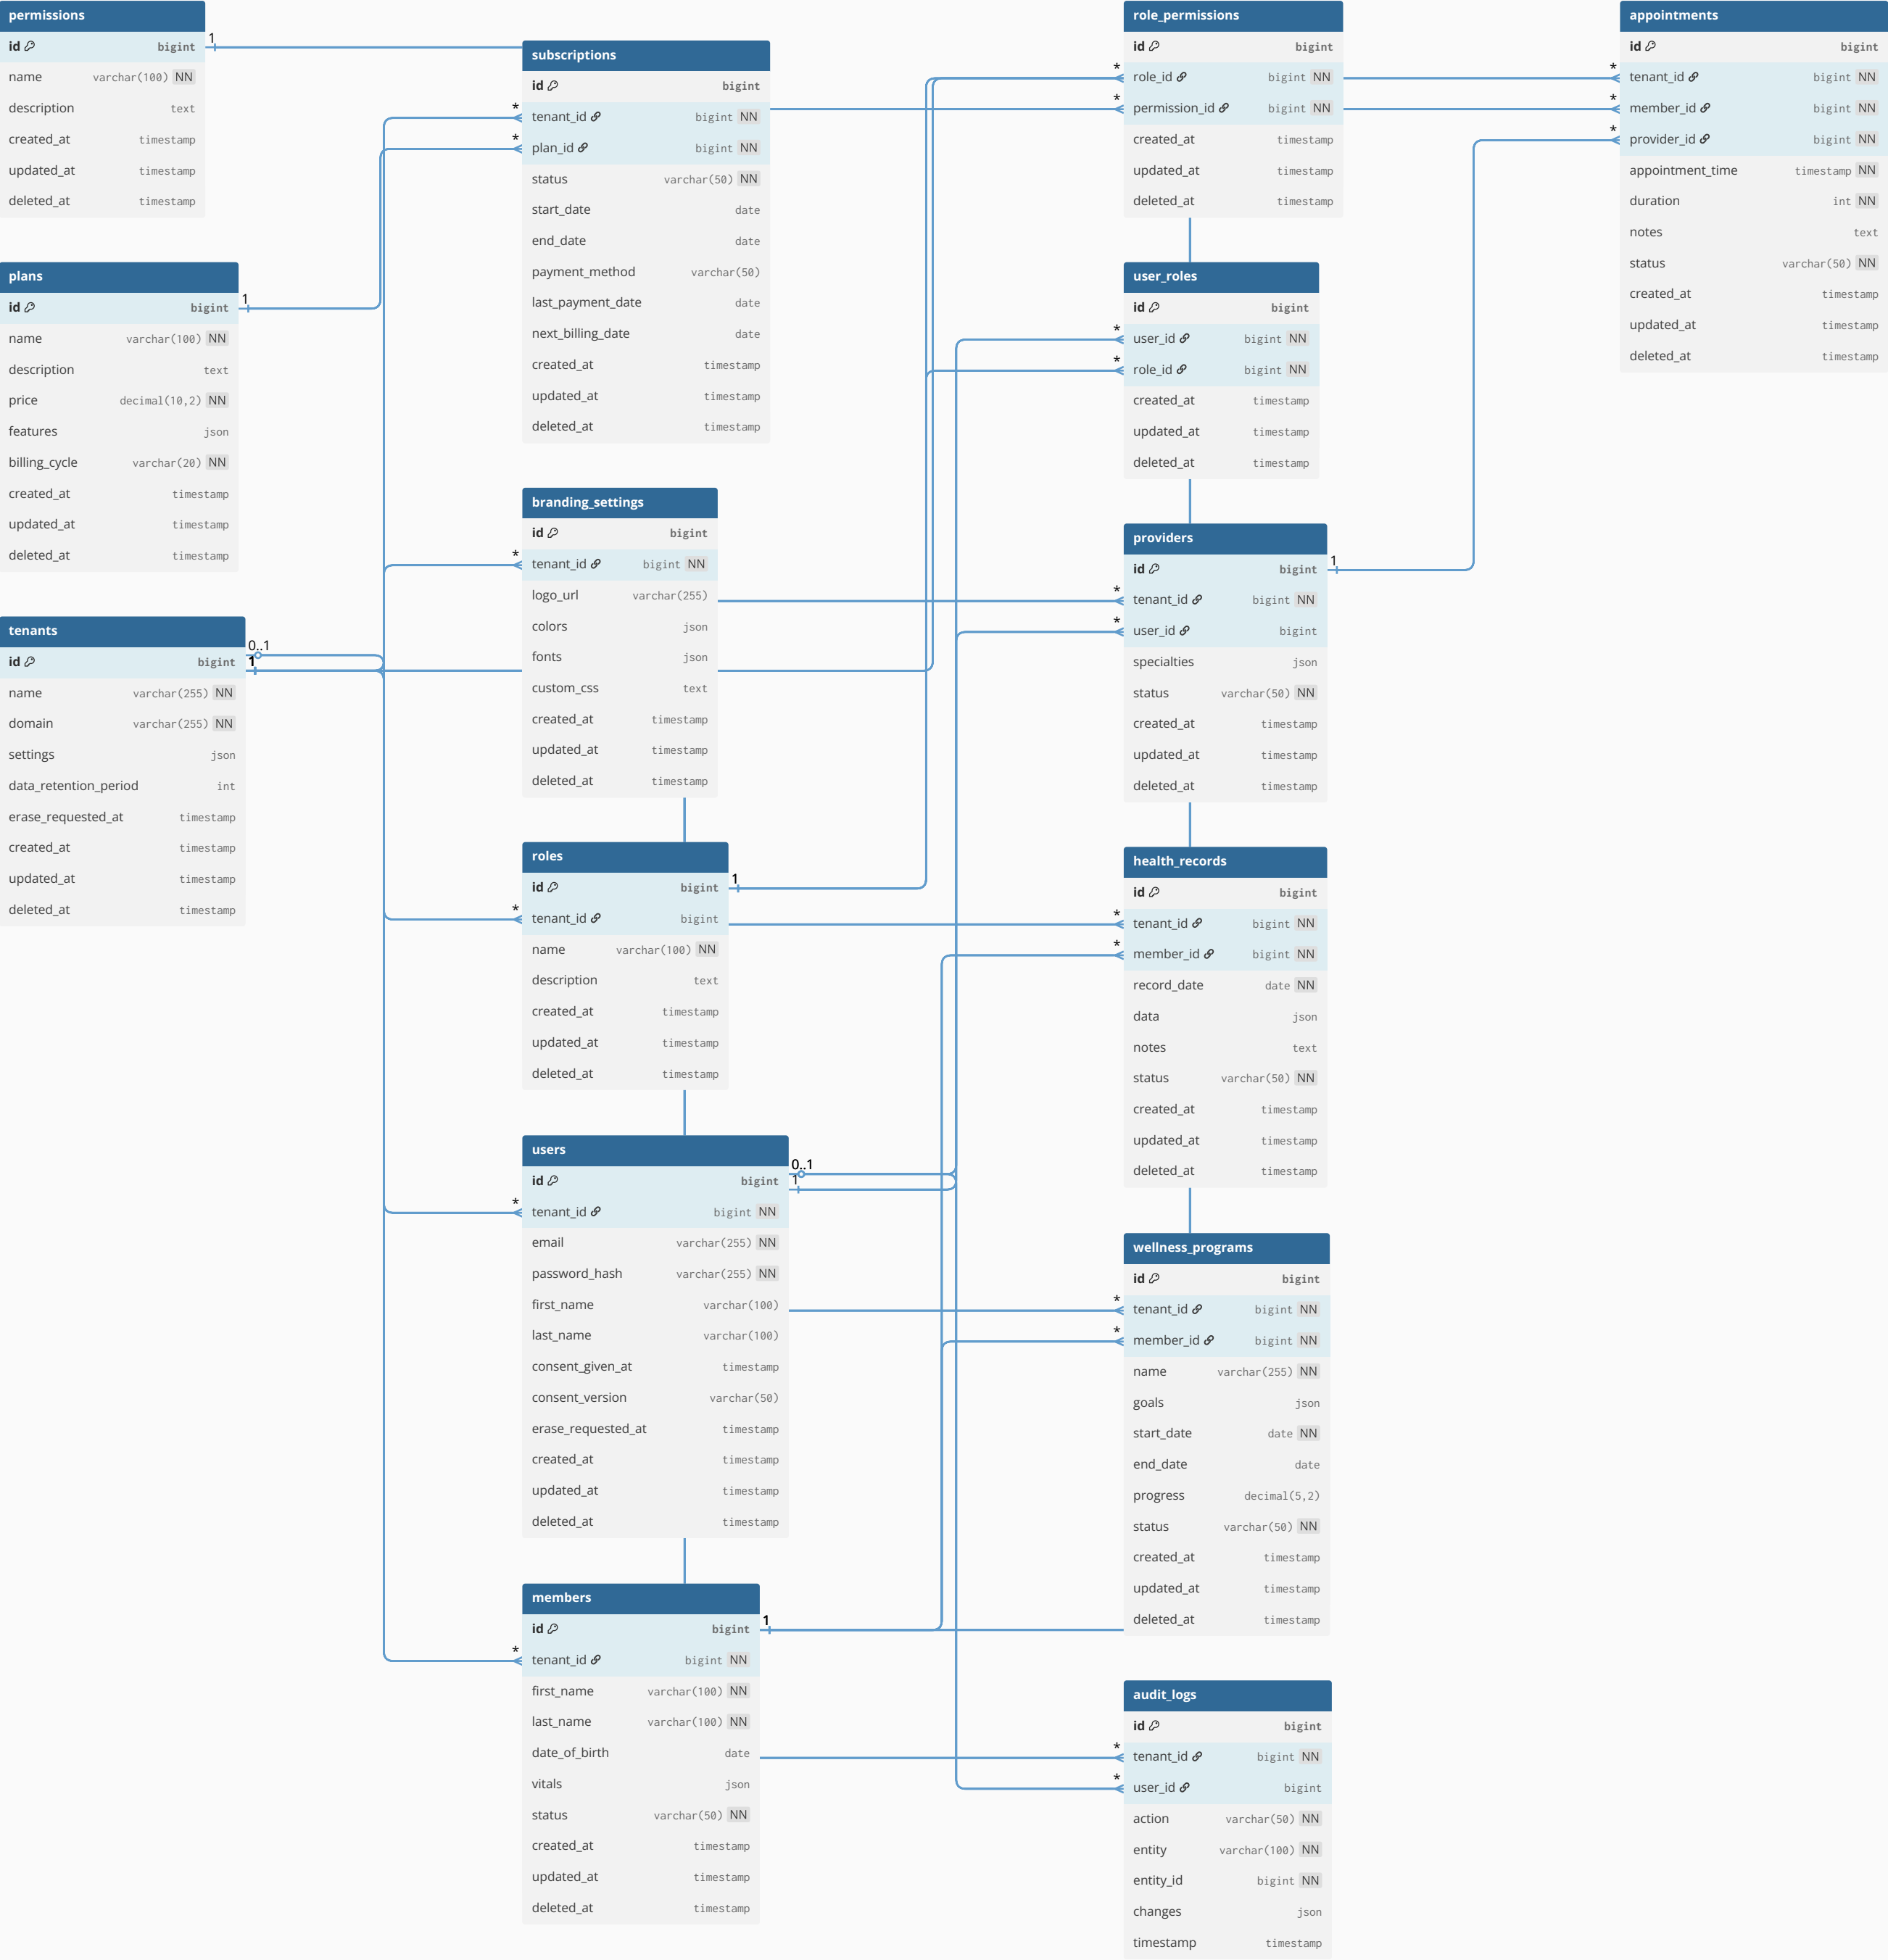 permissions
id bigint
name varchar(100) NN
description text
created_at timestamp
updated_at timestamp
deleted_at timestamp
1
plans
id bigint
name varchar(100) NN
description text
price decimal(10,2) NN
features json
billing_cycle varchar(20) NN
created_at timestamp
updated_at timestamp
deleted_at timestamp
1
tenants
id bigint
name varchar(255) NN
domain varchar(255) NN
settings json
data_retention_period int
erase_requested_at timestamp
created_at timestamp
updated_at timestamp
deleted_at timestamp
0..1
1
subscriptions
id bigint
* tenant_id bigint NN
* plan_id bigint NN
status varchar(50) NN
start_date date
end_date date
payment_method varchar(50)
last_payment_date date
next_billing_date date
created_at timestamp
updated_at timestamp
deleted_at timestamp
branding_settings
id bigint
* tenant_id bigint NN
logo_url varchar(255)
colors json
fonts json
custom_css text
created_at timestamp
updated_at timestamp
deleted_at timestamp
roles
id bigint 1
* tenant_id bigint
name varchar(100) NN
description text
created_at timestamp
updated_at timestamp
deleted_at timestamp
users
0..1
id bigint 1
* tenant_id bigint NN
email varchar(255) NN
password_hash varchar(255) NN
first_name varchar(100)
last_name varchar(100)
consent_given_at timestamp
consent_version varchar(50)
erase_requested_at timestamp
created_at timestamp
updated_at timestamp
deleted_at timestamp
members
id bigint 1
* tenant_id bigint NN
first_name varchar(100) NN
last_name varchar(100) NN
date_of_birth date
vitals json
status varchar(50) NN
created_at timestamp
updated_at timestamp
deleted_at timestamp
role_permissions
id bigint
* role_id bigint NN
* permission_id bigint NN
created_at timestamp
updated_at timestamp
deleted_at timestamp
user_roles
id bigint
* user_id bigint NN
* role_id bigint NN
created_at timestamp
updated_at timestamp
deleted_at timestamp
providers
id bigint 1
* tenant_id bigint NN
* user_id bigint
specialties json
status varchar(50) NN
created_at timestamp
updated_at timestamp
deleted_at timestamp
health_records
id bigint
* tenant_id bigint NN
* member_id bigint NN
record_date date NN
data json
notes text
status varchar(50) NN
created_at timestamp
updated_at timestamp
deleted_at timestamp
wellness_programs
id bigint
* tenant_id bigint NN
* member_id bigint NN
name varchar(255) NN
goals json
start_date date NN
end_date date
progress decimal(5,2)
status varchar(50) NN
created_at timestamp
updated_at timestamp
deleted_at timestamp
audit_logs
id bigint
* tenant_id bigint NN
* user_id bigint
action varchar(50) NN
entity varchar(100) NN
entity_id bigint NN
changes json
timestamp timestamp
appointments
id bigint
* tenant_id bigint NN
* member_id bigint NN
* provider_id bigint NN
appointment_time timestamp NN
duration int NN
notes text
status varchar(50) NN
created_at timestamp
updated_at timestamp
deleted_at timestamp